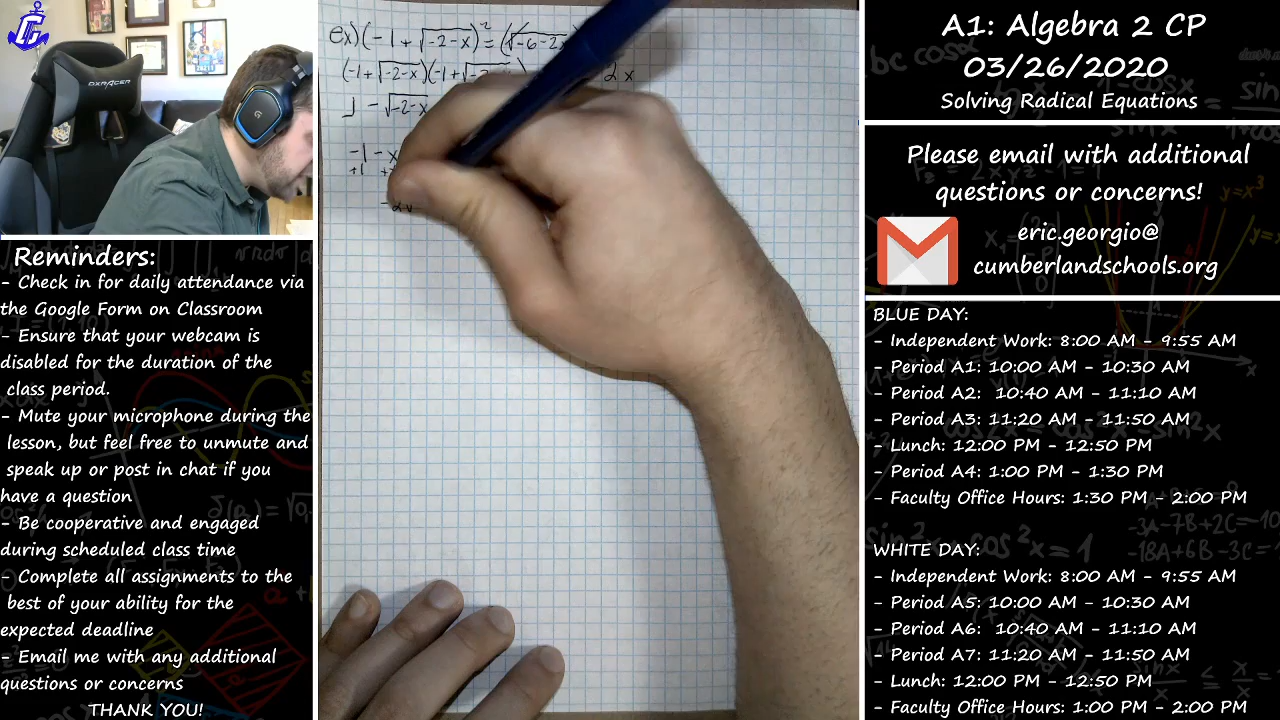 A1: Algebra 2 CP
03/26/2020
Solving Radical Equations
Please email with additional
questions or concerns!
eric.georgio@
cumberlandschools.org
BLUE DAY:
- Independent Work: 8:00 AM - 9:55 AM
- Period A1: 10:00 AM - 10:30 AM
- Period A2: 10:40 AM - 11:10 AM
- Period A3: 11:20 AM - 11:50 AM
- Lunch: 12:00 PM - 12:50 PM
- Period A4: 1:00 PM - 1:30 PM
- Faculty Office Hours: 1:30 PM - 2:00 PM
WHITE DAY:
- Independent Work: 8:00 AM - 9:55 AM
- Period A5: 10:00 AM - 10:30 AM
- Period A6: 10:40 AM - 11:10 AM
- Period A7: 11:20 AM - 11:50 AM
- Lunch: 12:00 PM - 12:50 PM
- Faculty Office Hours: 1:00 PM - 2:00 PM
Reminders:
- Check in for daily attendance via
the Google Form on Classroom
- Ensure that your webcam is
disabled for the duration of the
class period.
- Mute your microphone during the
lesson, but feel free to unmute and
speak up or post in chat if you
have a question
- Be cooperative and engaged
during scheduled class time
- Complete all assignments to the
best of your ability for the
expected deadline
- Email me with any additional
questions or concerns
THANK YOU!
DXRACER
ex) (-1 + √-2-x)² = (√-6-2x
(-1+√-2-x)(-1+√-2-x) 2x
1 - √-2-x
-1 - x
+1